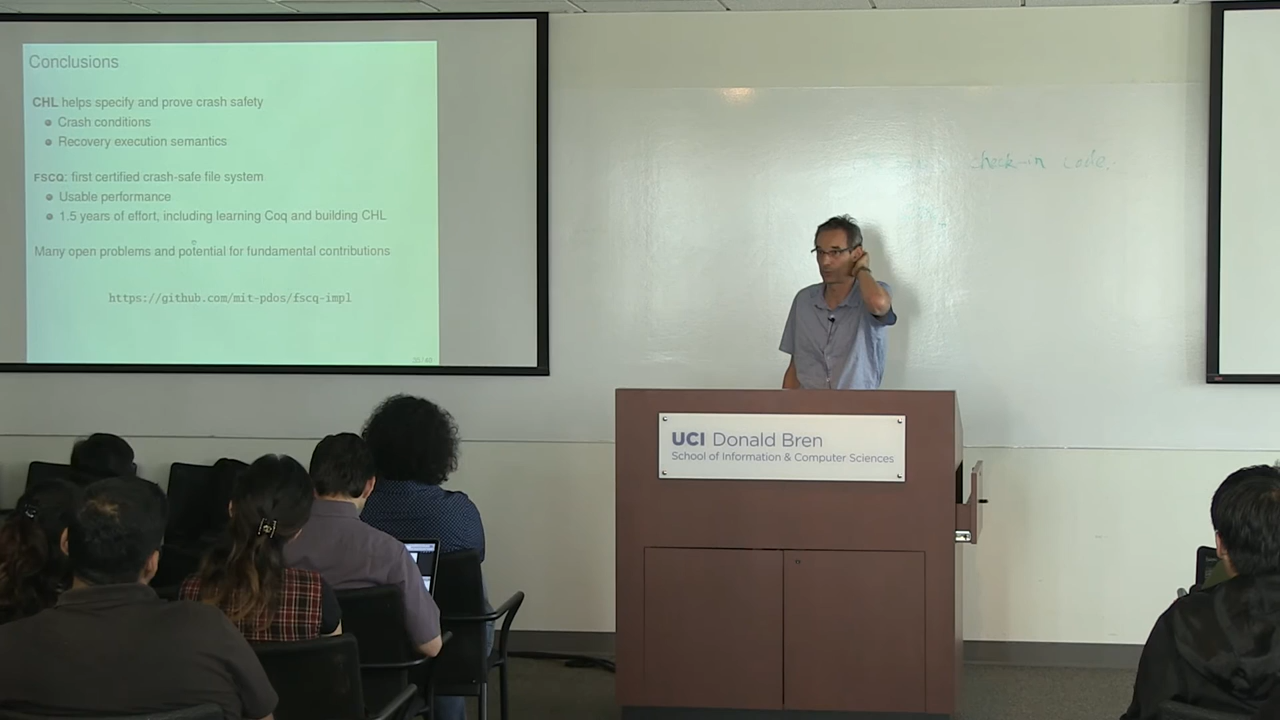 Conclusions
CHL helps specify and prove crash safety
Crash conditions
Recovery execution semantics
FSCQ: first certified crash-safe file system
Usable performance
1.5 years of effort, including learning Coq and building CHL
Many open problems and potential for fundamental contributions
https://github.com/mit-pdos/fscq-impl
check-in code.
UCI Donald Bren
School of Information & Computer Sciences